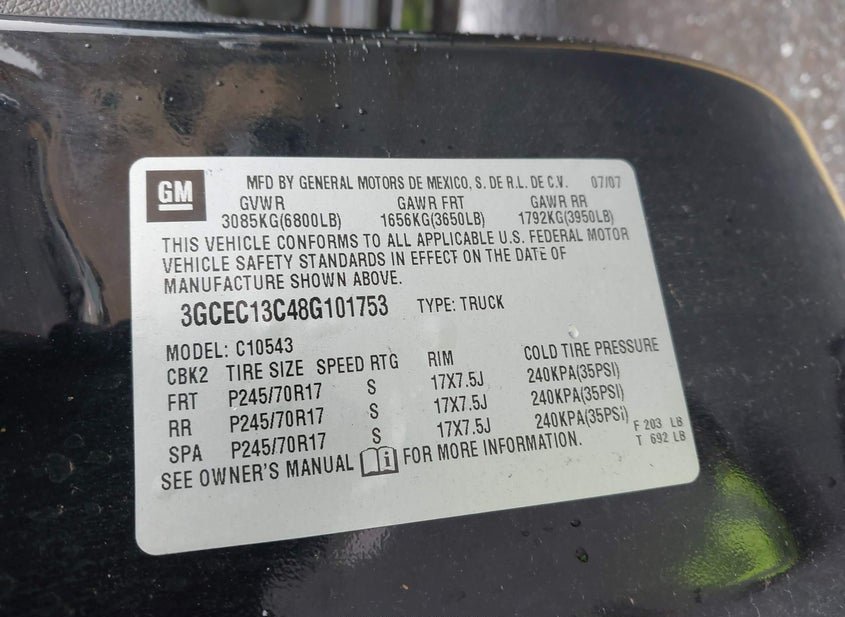 GM
MFD BY GENERAL MOTORS DE MEXICO, S. DE R.L. DE C.V. 07/07
GVWR GAWR FRT GAWR RR
3085KG(6800LB) 1656KG(3650LB) 1792KG(3950LB)
THIS VEHICLE CONFORMS TO ALL APPLICABLE U.S. FEDERAL MOTOR
VEHICLE SAFETY STANDARDS IN EFFECT ON THE DATE OF
MANUFACTURE SHOWN ABOVE.
3GCEC13C48G101753 TYPE: TRUCK
MODEL: C10543
CBK2 TIRE SIZE SPEED RTG RIM COLD TIRE PRESSURE
FRT P245/70R17 S 17X7.5J 240KPA(35PSI)
RR P245/70R17 S 17X7.5J 240KPA(35PSI)
SPA P245/70R17 S 17X7.5J 240KPA(35PSI)
F 203 LB
T 692 LB
SEE OWNER'S MANUAL i FOR MORE INFORMATION.